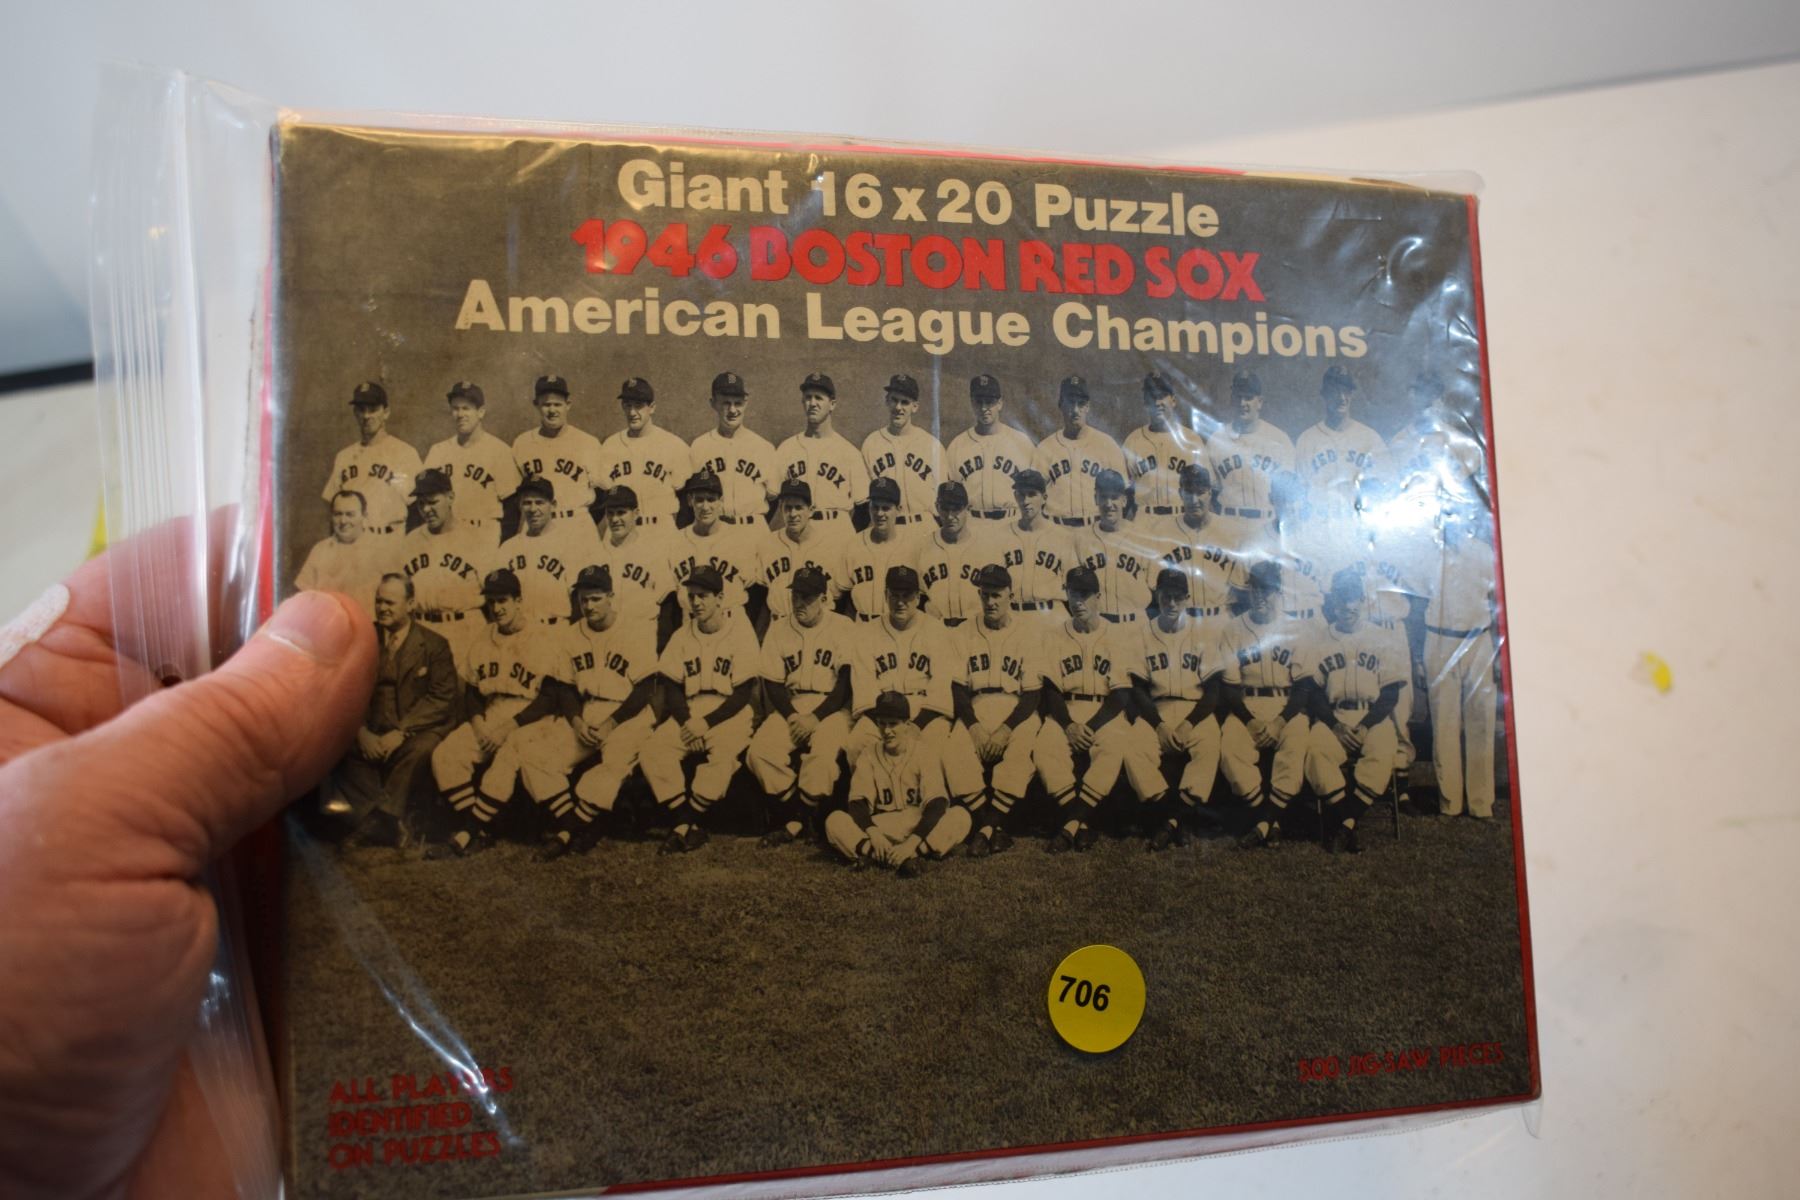 Giant 16 x 20 Puzzle
1946 BOSTON RED SOX
American League Champions
706
ALL PLAYERS
IDENTIFIED
ON PUZZLES
500 JIG-SAW PIECES